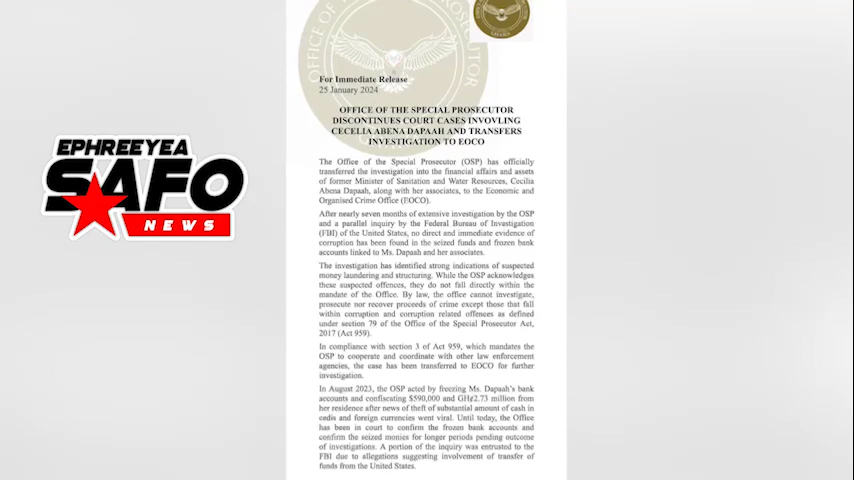 EPHREEYEA
SAFO
NEWS
For Immediate Release
25 January 2024
OFFICE OF THE SPECIAL PROSECUTOR
DISCONTINUES COURT CASES INVOVLING
CECELIA ABENA DAPAAH AND TRANSFERS
INVESTIGATION TO EOCO
The Office of the Special Prosecutor (OSP) has officially
transferred the investigation into the financial affairs and assets
of former Minister of Sanitation and Water Resources, Cecilia
Abena Dapaah, along with her associates, to the Economic and
Organised Crime Office (EOCO).
After nearly seven months of extensive investigation by the OSP
and a parallel inquiry by the Federal Bureau of Investigation
(FBI) of the United States, no direct and immediate evidence of
corruption has been found in the seized funds and frozen bank
accounts linked to Ms. Dapaah and her associates.
The investigation has identified strong indications of suspected
money laundering and structuring. While the OSP acknowledges
these suspected offences, they do not fall directly within the
mandate of the Office. By law, the office cannot investigate,
prosecute nor recover proceeds of crime except those that fall
within corruption and corruption related offences as defined
under section 79 of the Office of the Special Prosecutor Act,
2017 (Act 959).
In compliance with section 3 of Act 959, which mandates the
OSP to cooperate and coordinate with other law enforcement
agencies, the case has been transferred to EOCO for further
investigation.
In August 2023, the OSP acted by freezing Ms. Dapaah's bank
accounts and confiscating $590,000 and GH₵2.73 million from
her residence after news of theft of substantial amount of cash in
cedis and foreign currencies went viral. Until today, the Office
has been in court to confirm the frozen bank accounts and
confirm the seized monies for longer periods pending outcome
of investigations. A portion of the inquiry was entrusted to the
FBI due to allegations suggesting involvement of transfer of
funds from the United States.